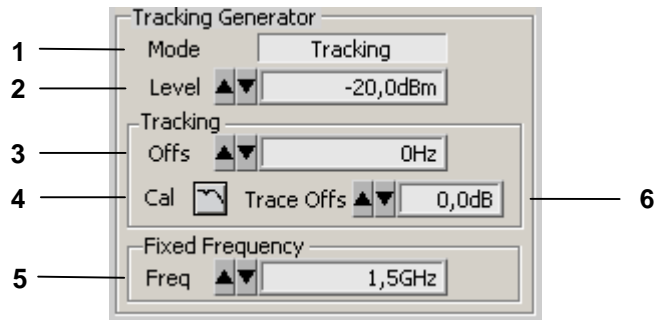 Tracking Generator
1 Mode Tracking
2 Level -20,0dBm
Tracking
3 Offs 0Hz
4 Cal Trace Offs 0,0dB 6
Fixed Frequency
5 Freq 1,5GHz